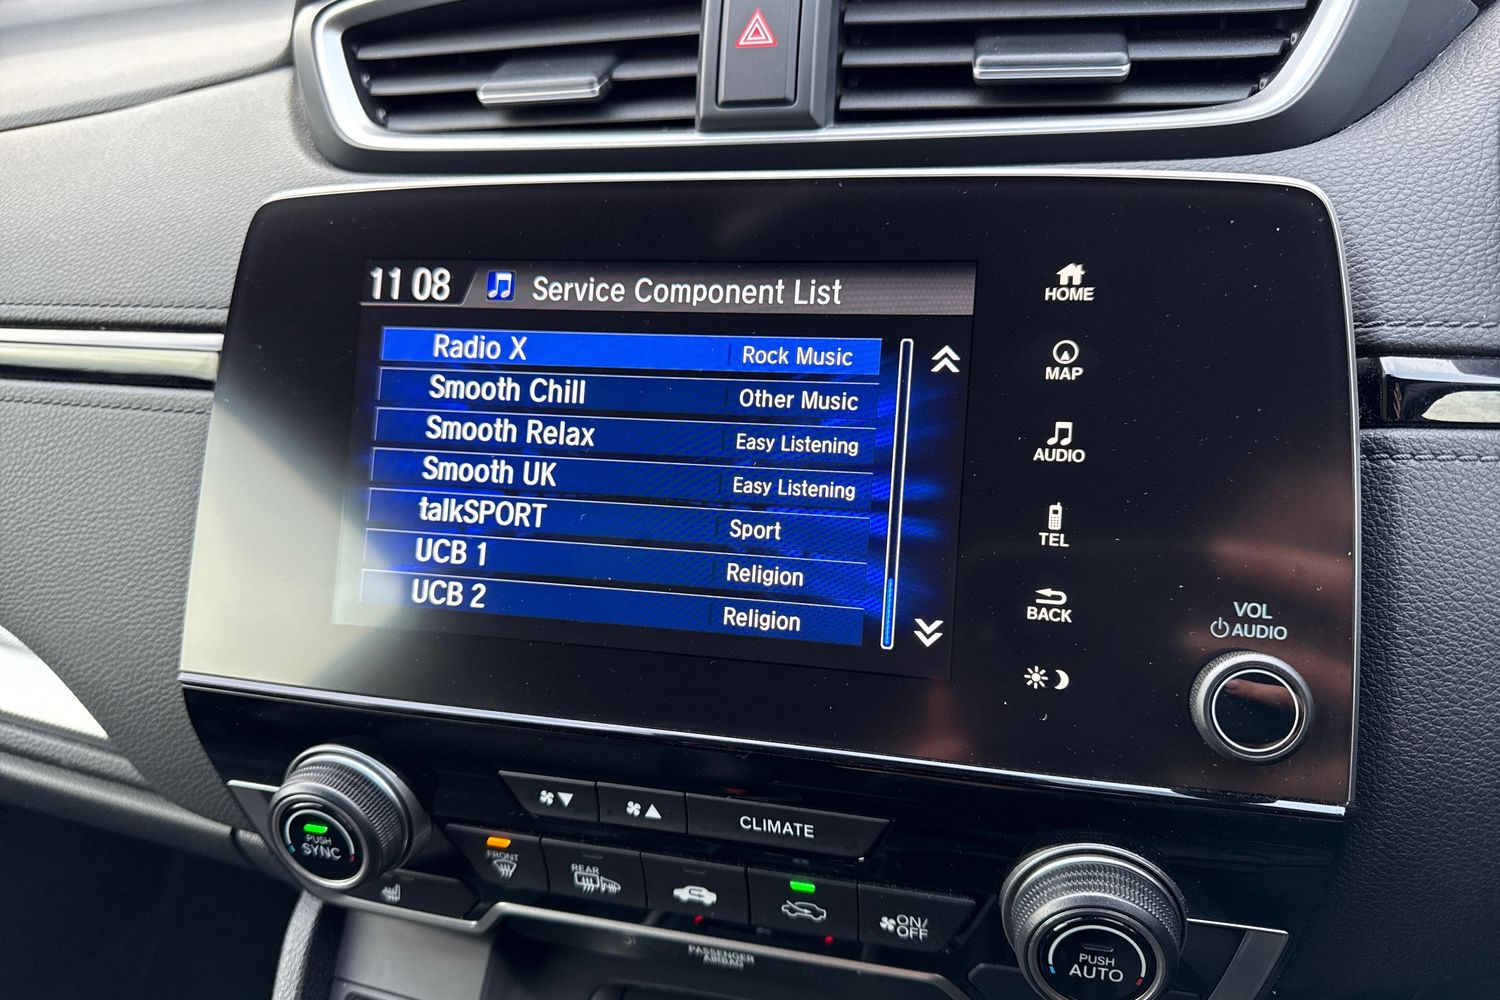 11 08 Service Component List
Radio X Rock Music
Smooth Chill Other Music
Smooth Relax Easy Listening
Smooth UK Easy Listening
talkSPORT Sport
UCB 1 Religion
UCB 2 Religion
HOME
MAP
AUDIO
TEL
BACK
VOL
AUDIO
PUSH
SYNC
CLIMATE
FRONT
REAR
ON/
OFF
PUSH
AUTO
PASSENGER
AIRBAG